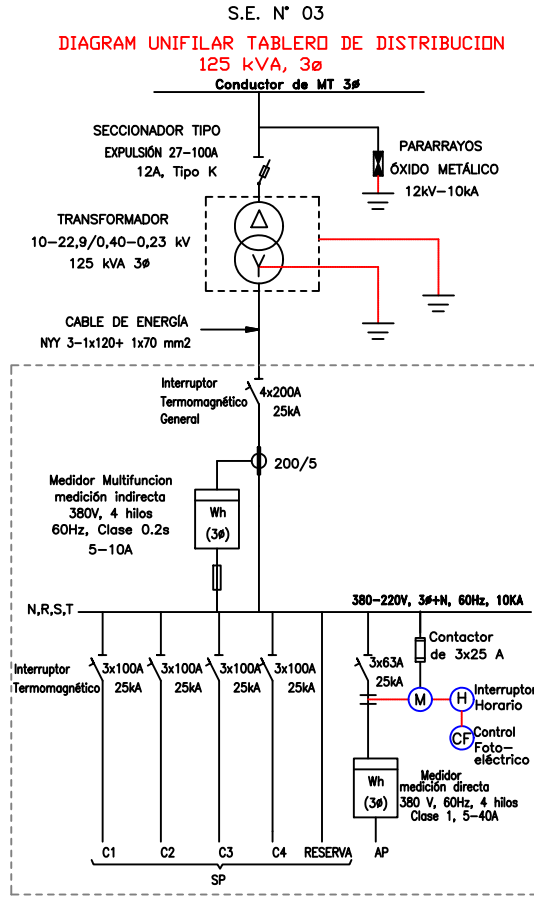 S.E. N° 03
DIAGRAM UNIFILAR TABLERO DE DISTRIBUCION
125 kVA, 3ø
Conductor de MT 3ø
SECCIONADOR TIPO
EXPULSIÓN 27-100A
12A, Tipo K
PARARRAYOS
ÓXIDO METÁLICO
12kV-10kA
TRANSFORMADOR
10-22,9/0,40-0,23 kV
125 kVA 3ø
CABLE DE ENERGÍA
NYY 3-1x120+ 1x70 mm2
Interruptor
Termomagnético
General
4x200A
25kA
200/5
Medidor Multifuncion
medición indirecta
380V, 4 hilos
60Hz, Clase 0.2s
5-10A
Wh
(3ø)
N,R,S,T
380-220V, 3ø+N, 60Hz, 10KA
Interruptor
Termomagnético
3x100A
25kA
3x100A
25kA
3x100A
25kA
3x100A
25kA
3x63A
25kA
Contactor
de 3x25 A
M
H
Interruptor
Horario
CF
Control
Foto-
eléctrico
Wh
(3ø)
Medidor
medición directa
380 V, 60Hz, 4 hilos
Clase 1, 5-40A
C1
C2
C3
C4
RESERVA
AP
SP